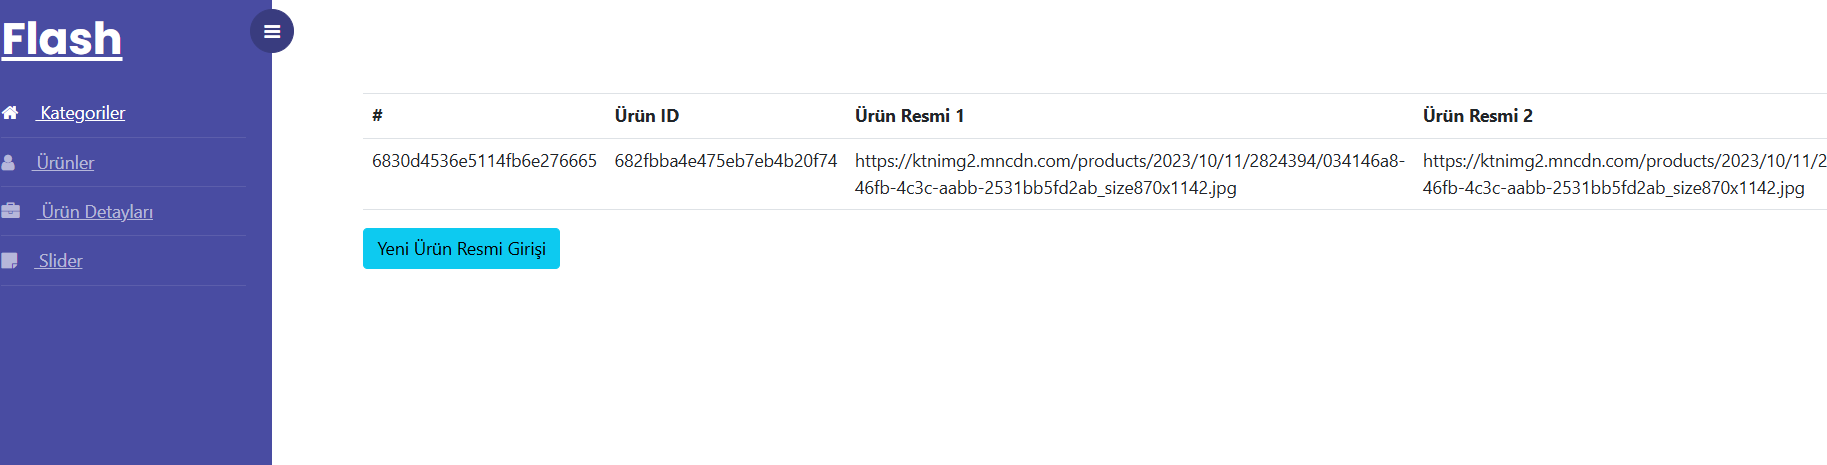 Flash
Kategoriler
Ürünler
Ürün Detayları
Slider
# Ürün ID Ürün Resmi 1 Ürün Resmi 2
6830d4536e5114fb6e276665 682fbba4e475eb7eb4b20f74 https://ktnimg2.mncdn.com/products/2023/10/11/2824394/034146a8- https://ktnimg2.mncdn.com/products/2023/10/11/2
46fb-4c3c-aabb-2531bb5fd2ab_size870x1142.jpg 46fb-4c3c-aabb-2531bb5fd2ab_size870x1142.jpg
Yeni Ürün Resmi Girişi